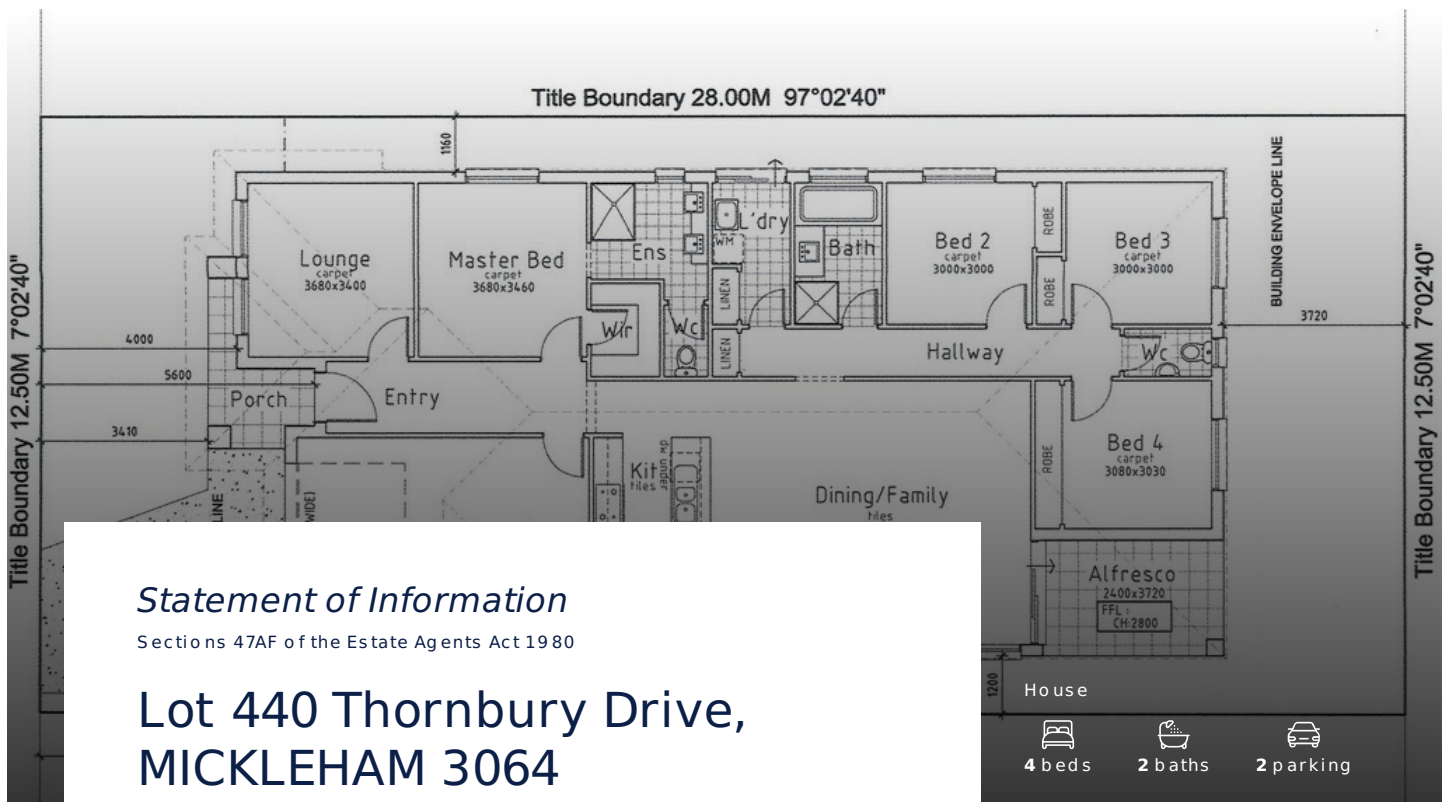 Title Boundary 28.00M 97°02'40"
1160
BUILDING ENVELOPE LINE
Title Boundary 12.50M 7°02'40"
Title Boundary 12.50M 7°02'40"
Lounge
carpet
3680x3400
Master Bed
carpet
3680x3460
Ens
L'dry
WM
Bath
Bed 2
carpet
3000x3000
ROBE
ROBE
Bed 3
carpet
3000x3000
LINEN
LINEN
Wir
Wc
Hallway
Wc
3720
4000
5600
3410
Porch
Entry
Kit
tiles
Dining/Family
tiles
ROBE
Bed 4
carpet
3080x3030
LINE
WIDE)
Alfresco
2400x3720
FFL :
CH:2800
1200
Statement of Information
Sections 47AF of the Estate Agents Act 1980
Lot 440 Thornbury Drive,
MICKLEHAM 3064
House
4 beds 2 baths 2 parking